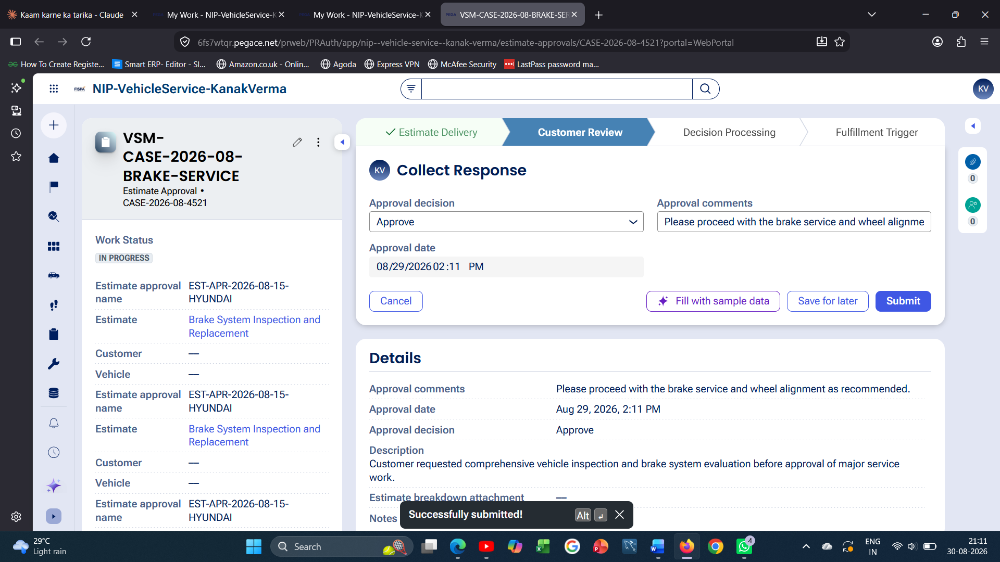 Kaam karne ka tarika - Claude
My Work - NIP-VehicleService-K
My Work - NIP-VehicleService-K
PEGA VSM-CASE-2026-08-BRAKE-SER
6fs7wtqr.pegace.net/prweb/PRAuth/app/nip--vehicle-service--kanak-verma/estimate-approvals/CASE-2026-08-4521?portal=WebPortal
How To Create Registe...
Smart ERP- Editor - Sl...
Amazon.co.uk - Onlin...
Agoda
Express VPN
McAfee Security
LastPass password ma...
FISPA NIP-VehicleService-KanakVerma
KV
VSM-
CASE-2026-08-
BRAKE-SERVICE
Estimate Approval •
CASE-2026-08-4521
Work Status
IN PROGRESS
Estimate approval name EST-APR-2026-08-15-HYUNDAI
Estimate Brake System Inspection and Replacement
Customer —
Vehicle —
Estimate approval name EST-APR-2026-08-15-HYUNDAI
Estimate Brake System Inspection and Replacement
Customer —
Vehicle —
Estimate approval name EST-APR-2026-08-15-HYUNDAI
Estimate Delivery
Customer Review
Decision Processing
Fulfillment Trigger
KV Collect Response
Approval decision
Approve
Approval comments
Please proceed with the brake service and wheel alignme
Approval date
08/29/2026 02:11 PM
Cancel
Fill with sample data
Save for later
Submit
0
0
Details
Approval comments Please proceed with the brake service and wheel alignment as recommended.
Approval date Aug 29, 2026, 2:11 PM
Approval decision Approve
Description
Customer requested comprehensive vehicle inspection and brake system evaluation before approval of major service
work.
Estimate breakdown attachment —
Notes
Successfully submitted! Alt ↲
29°C
Light rain
Search
4
ENG
IN
21:11
30-08-2026